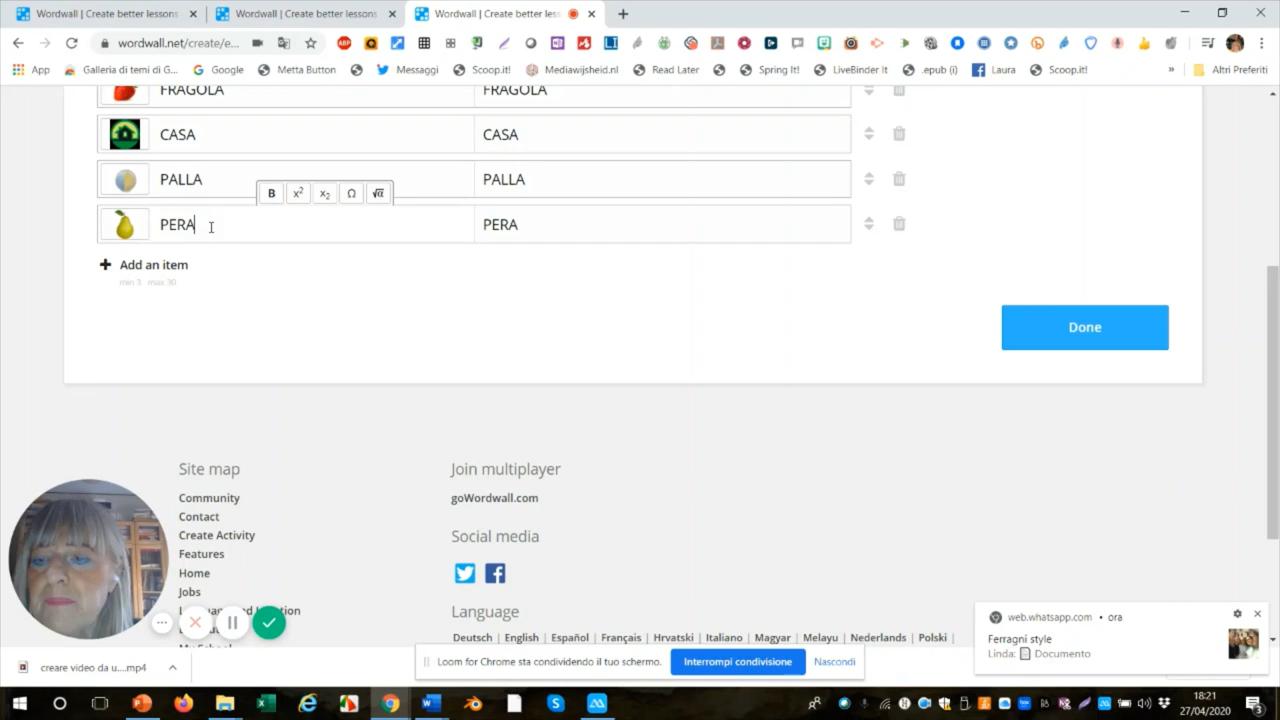 Wordwall | Create better lessons
Wordwall | Create better lessons
Wordwall | Create better less
wordwall.net/create/e...
ABP
App
Galleria di temi di G...
Google
Metta Button
Messaggi
Scoop.it!
Mediawijsheid.nl
Read Later
Spring It!
LiveBinder It
.epub (i)
Laura
Scoop.it!
»
Altri Preferiti
FRAGOLA FRAGOLA
CASA CASA
PALLA PALLA
B x² x₂ Ω √α
PERA PERA
+ Add an item
min 3 max 30
Done
Site map
Community
Contact
Create Activity
Features
Home
Jobs
Join multiplayer
goWordwall.com
Social media
Language
Deutsch | English | Español | Français | Hrvatski | Italiano | Magyar | Melayu | Nederlands | Polski |
web.whatsapp.com • ora
Ferragni style
Linda: Documento
creare video da u....mp4
Loom for Chrome sta condividendo il tuo schermo.
Interrompi condivisione
Nascondi
18:21
27/04/2020
3